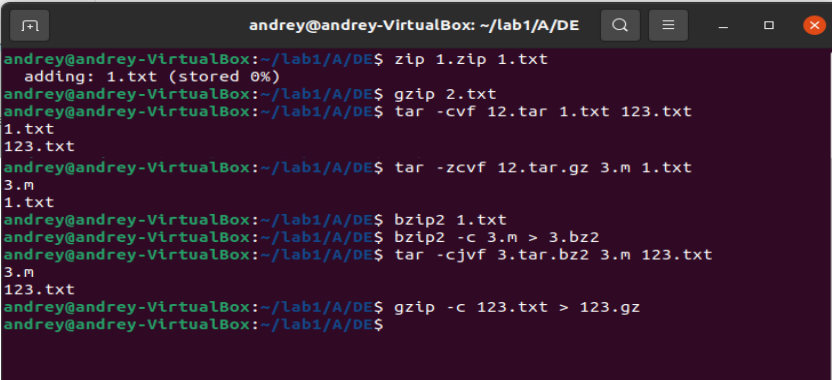 andrey@andrey-VirtualBox: ~/lab1/A/DE
andrey@andrey-VirtualBox:~/lab1/A/DE$ zip 1.zip 1.txt
  adding: 1.txt (stored 0%)
andrey@andrey-VirtualBox:~/lab1/A/DE$ gzip 2.txt
andrey@andrey-VirtualBox:~/lab1/A/DE$ tar -cvf 12.tar 1.txt 123.txt
1.txt
123.txt
andrey@andrey-VirtualBox:~/lab1/A/DE$ tar -zcvf 12.tar.gz 3.m 1.txt
3.m
1.txt
andrey@andrey-VirtualBox:~/lab1/A/DE$ bzip2 1.txt
andrey@andrey-VirtualBox:~/lab1/A/DE$ bzip2 -c 3.m > 3.bz2
andrey@andrey-VirtualBox:~/lab1/A/DE$ tar -cjvf 3.tar.bz2 3.m 123.txt
3.m
123.txt
andrey@andrey-VirtualBox:~/lab1/A/DE$ gzip -c 123.txt > 123.gz
andrey@andrey-VirtualBox:~/lab1/A/DE$